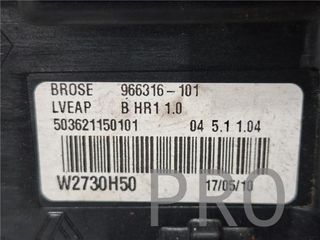 BROSE 966316-101
LVEAP B HR1 1.0
503621150101 04 5.1 1.04
W2730H50 17/05/10
PRO